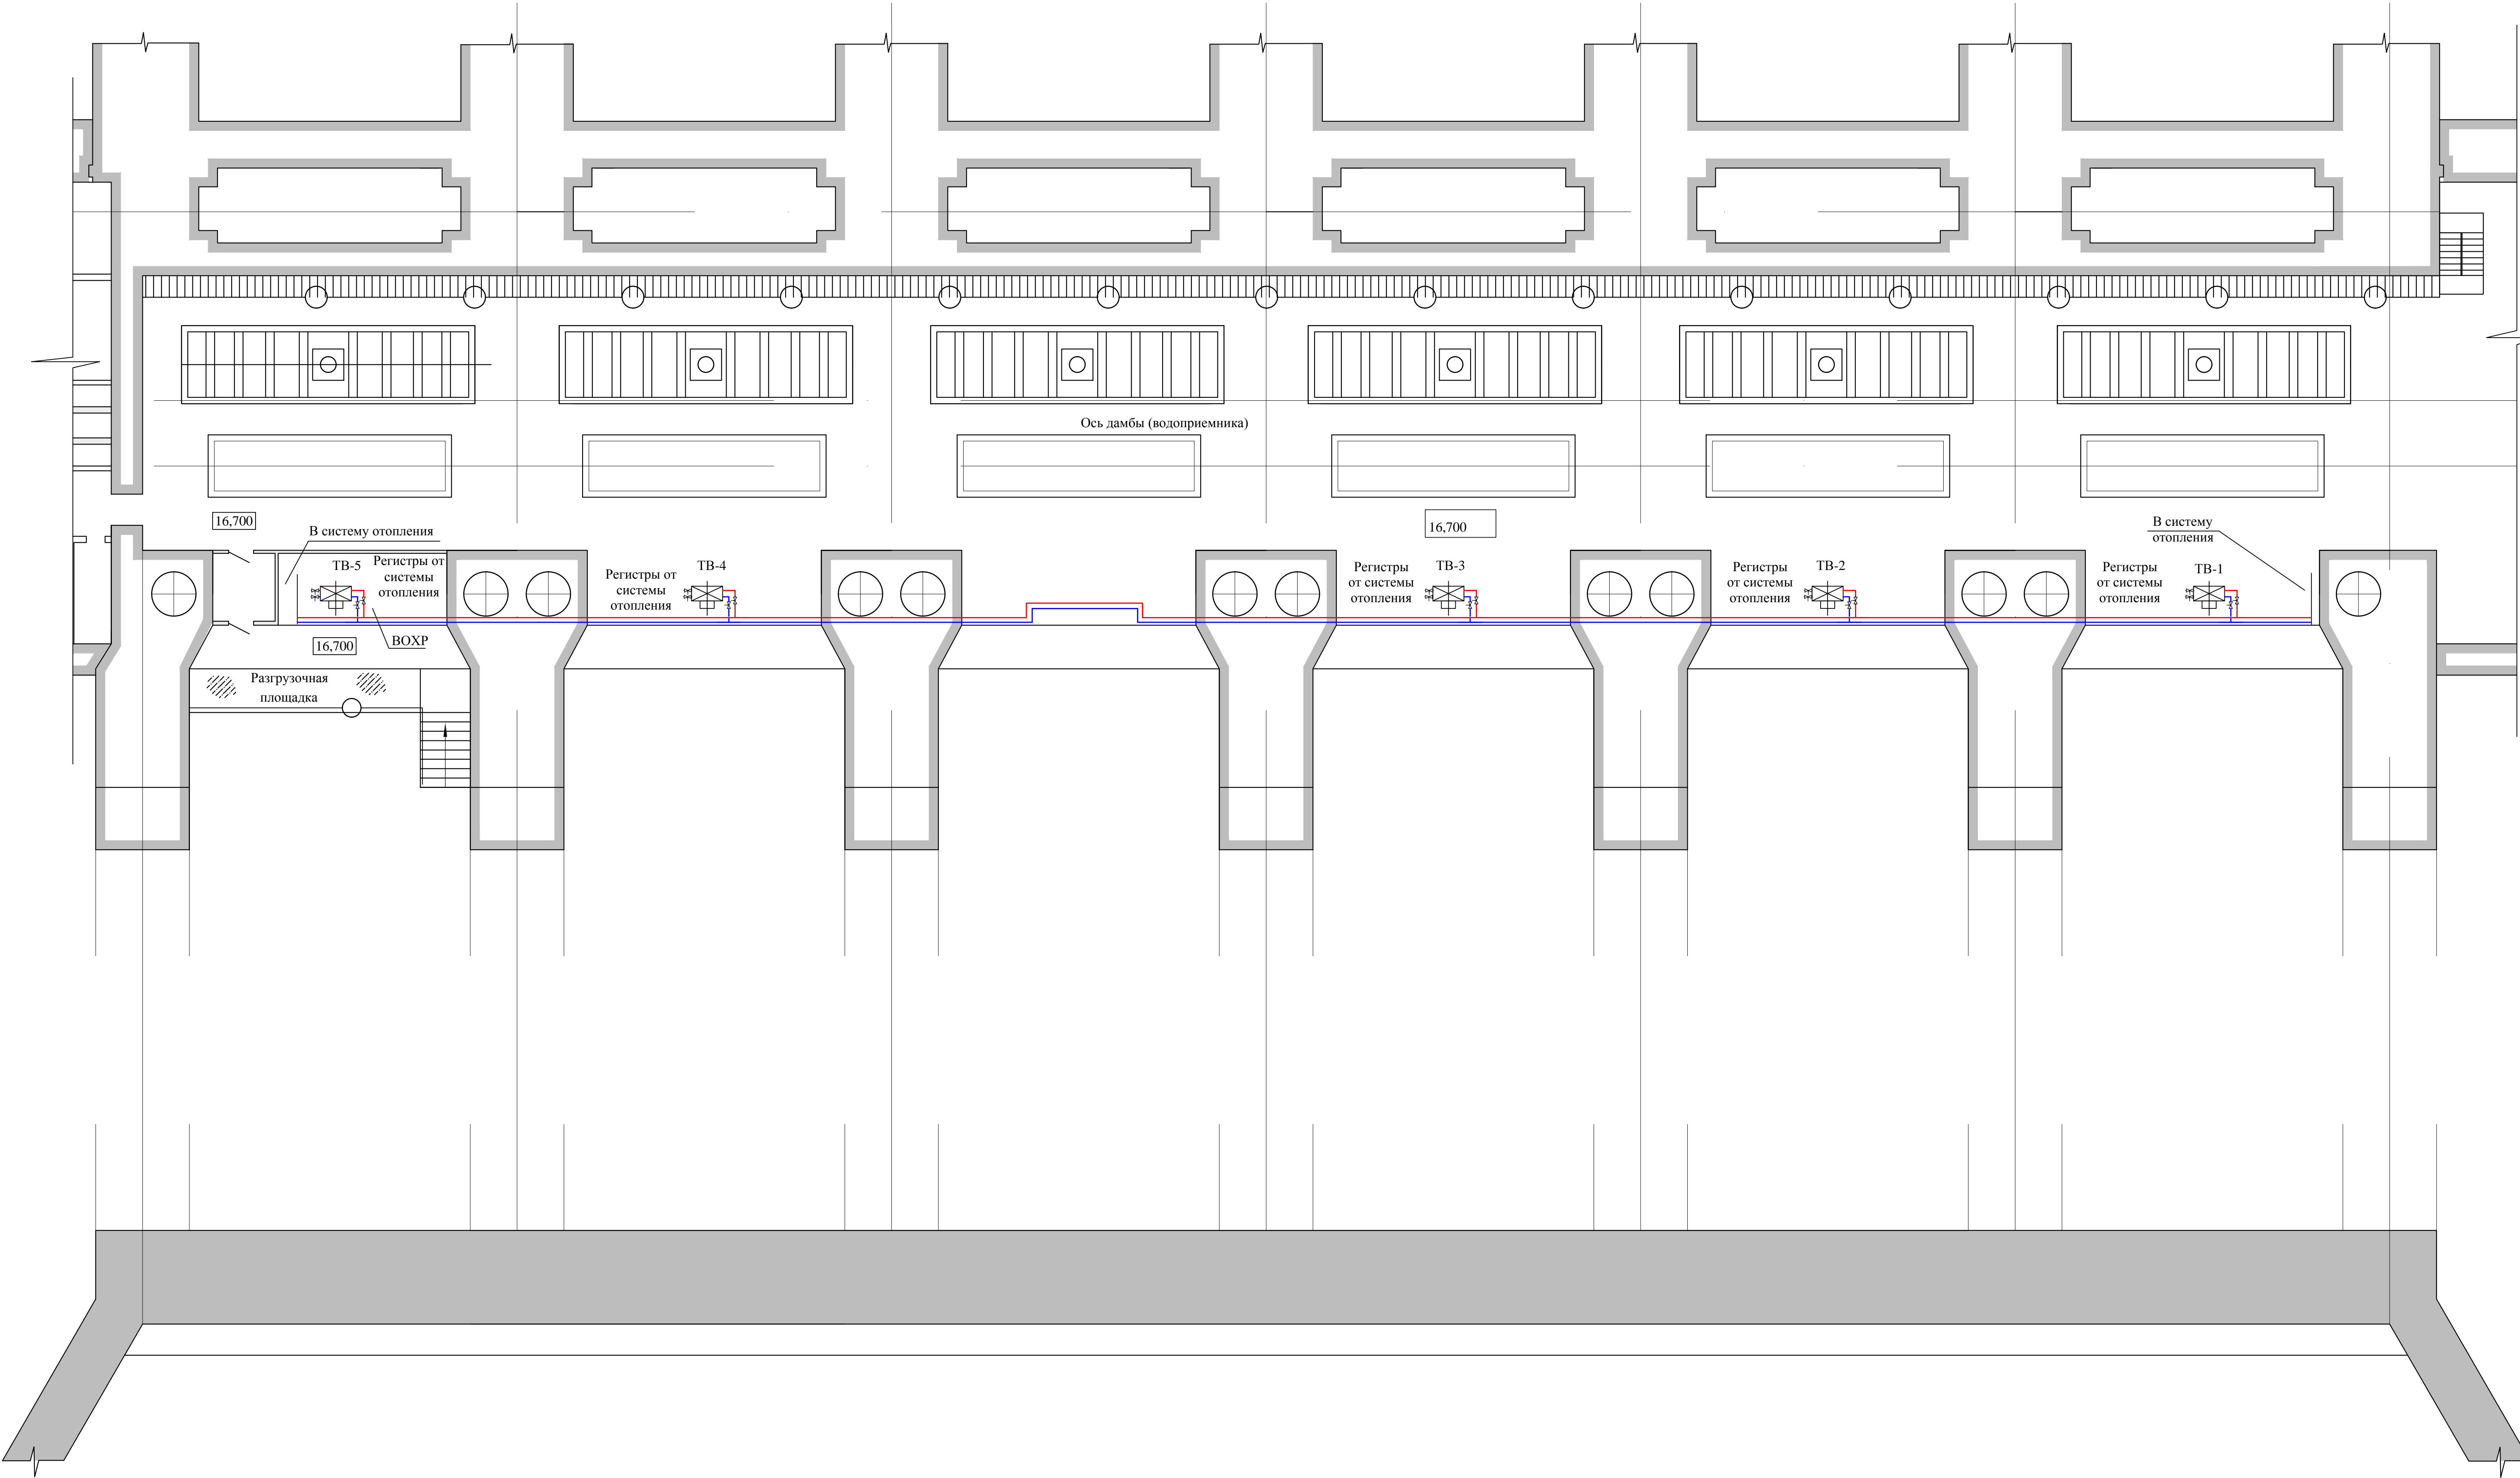 Ось дамбы (водоприемника)
16,700
В систему отопления
16,700
В систему
отопления
ТВ-5
Регистры от
системы
отопления
Регистры от
системы
отопления
ТВ-4
Регистры
от системы
отопления
ТВ-3
Регистры
от системы
отопления
ТВ-2
Регистры
от системы
отопления
ТВ-1
16,700
ВОХР
Разгрузочная
площадка